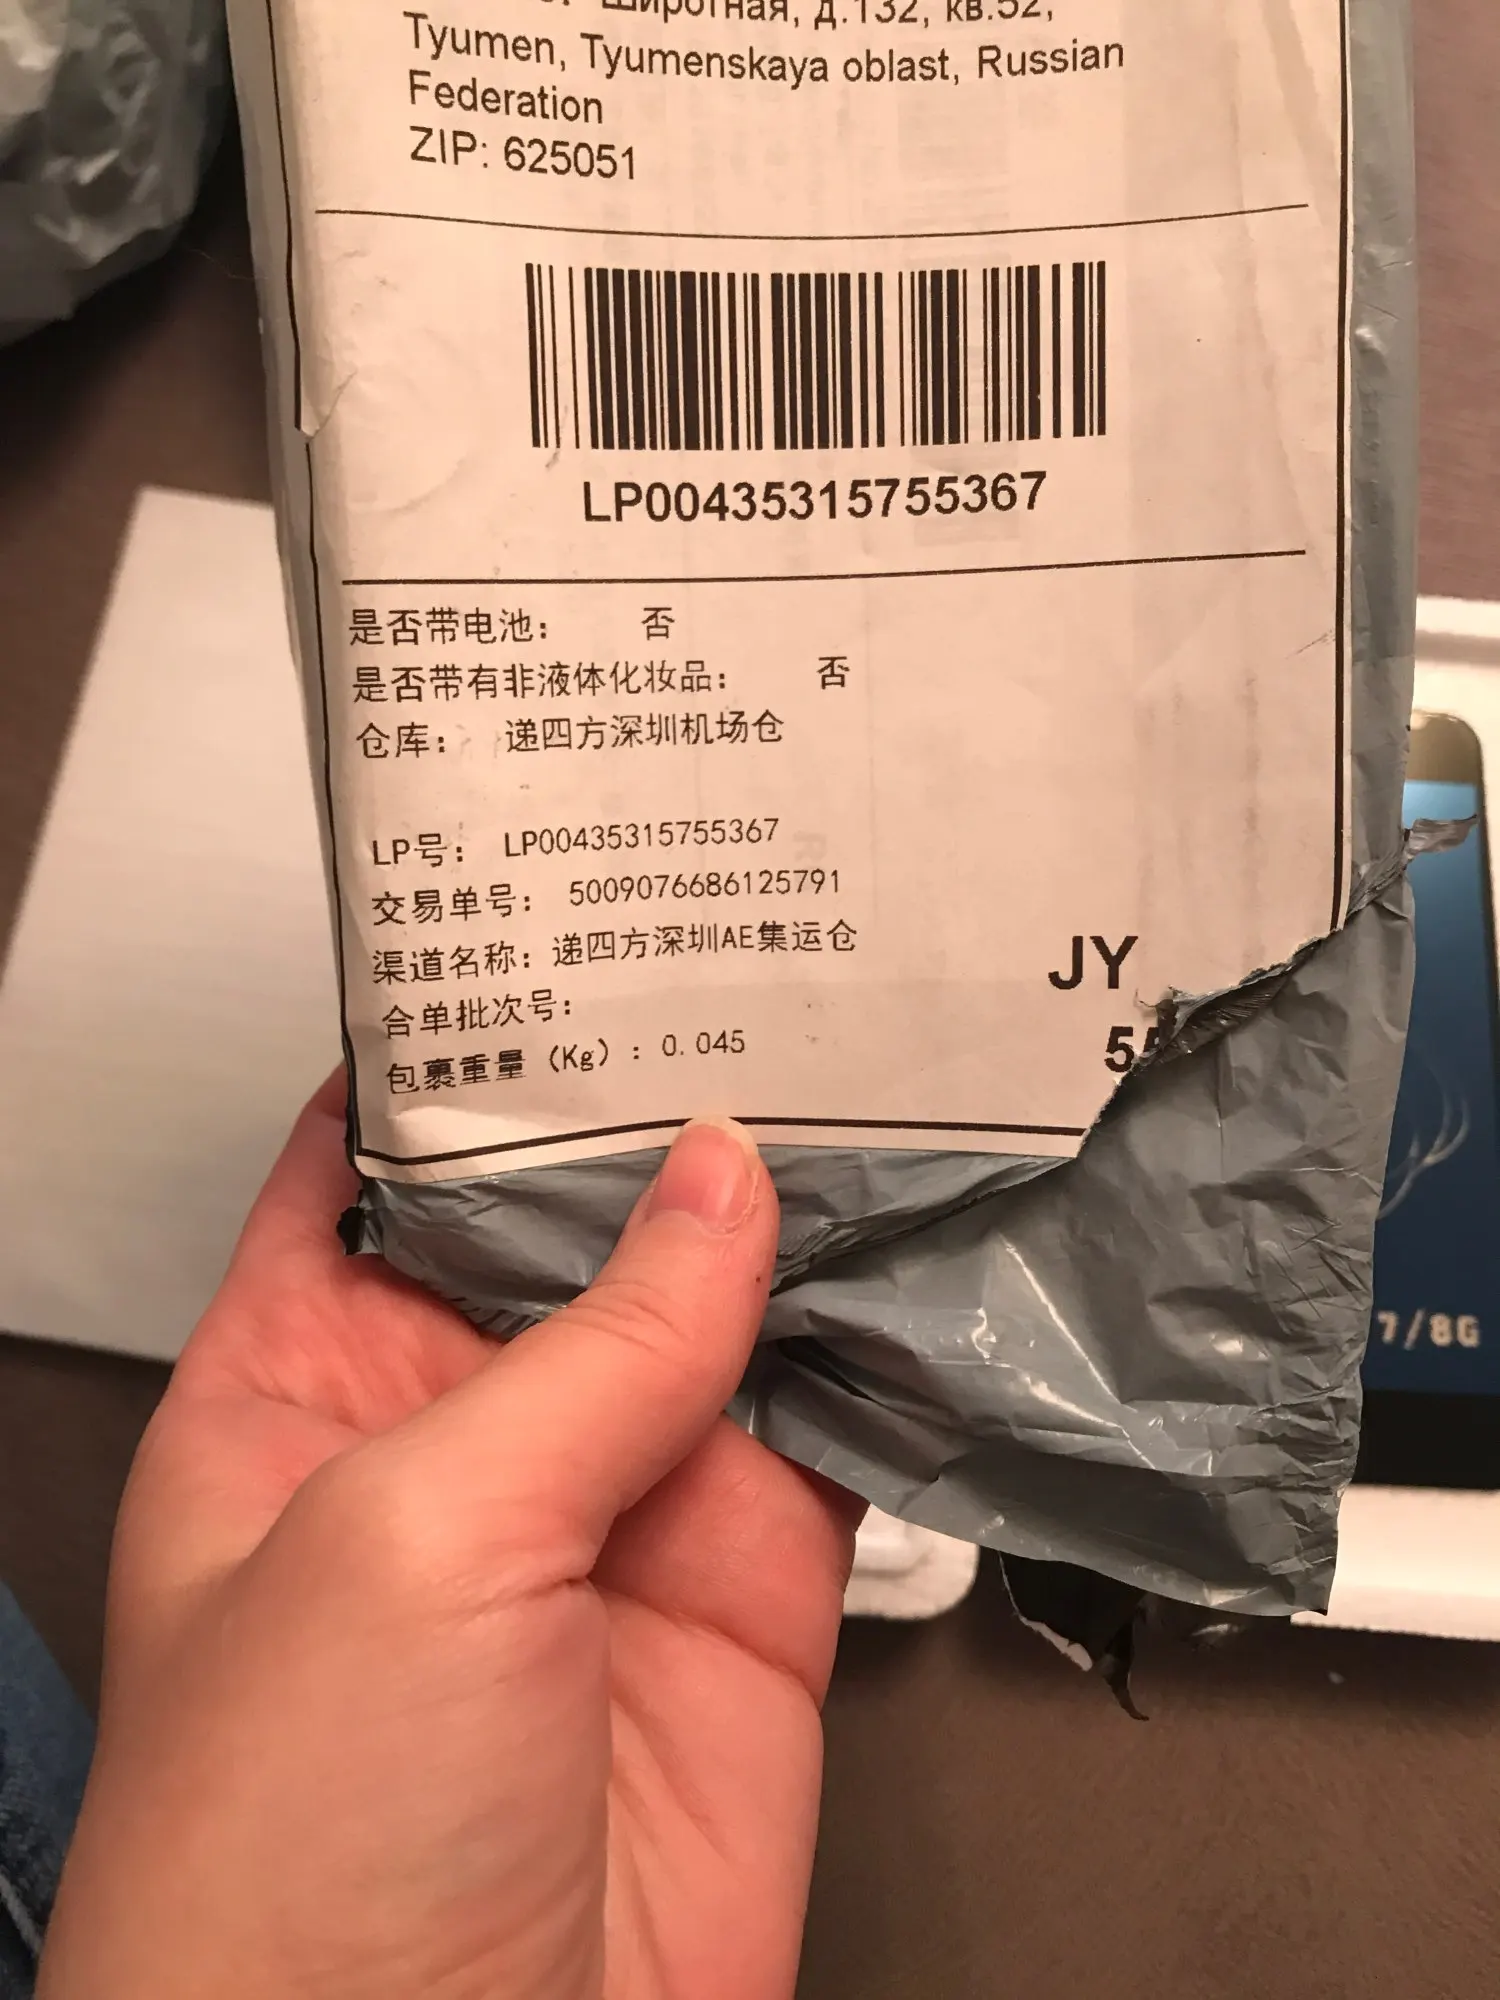 Широтная, д.132, кв.52,
Tyumen, Tyumenskaya oblast, Russian
Federation
ZIP: 625051
LP00435315755367
是否带电池： 否
是否带有非液体化妆品： 否
仓库： 递四方深圳机场仓
LP号： LP00435315755367
交易单号： 5009076686125791
渠道名称：递四方深圳AE集运仓
JY
合单批次号：
包裹重量（Kg）：0.045
7/8G